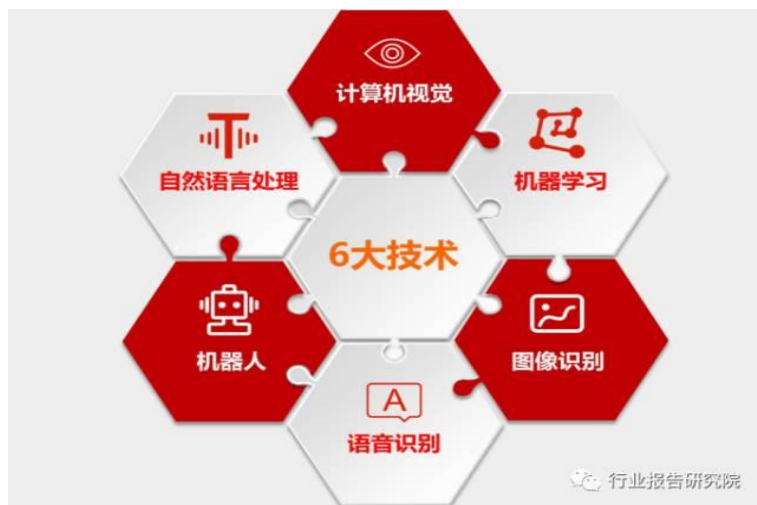 计算机视觉
自然语言处理
机器学习
6大技术
机器人
图像识别
A
语音识别
行业报告研究院